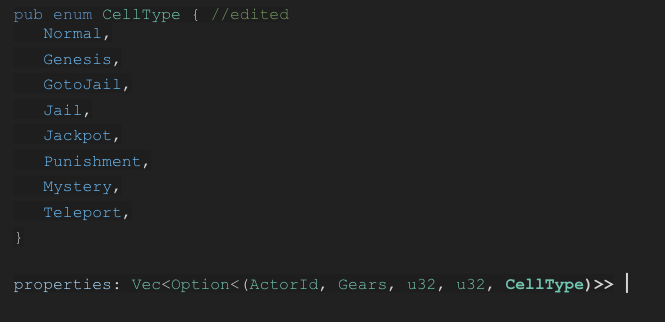 pub enum CellType { //edited
Normal,
Genesis,
GotoJail,
Jail,
Jackpot,
Punishment,
Mystery,
Teleport,
}
properties: Vec<Option<(ActorId, Gears, u32, u32, CellType)>>